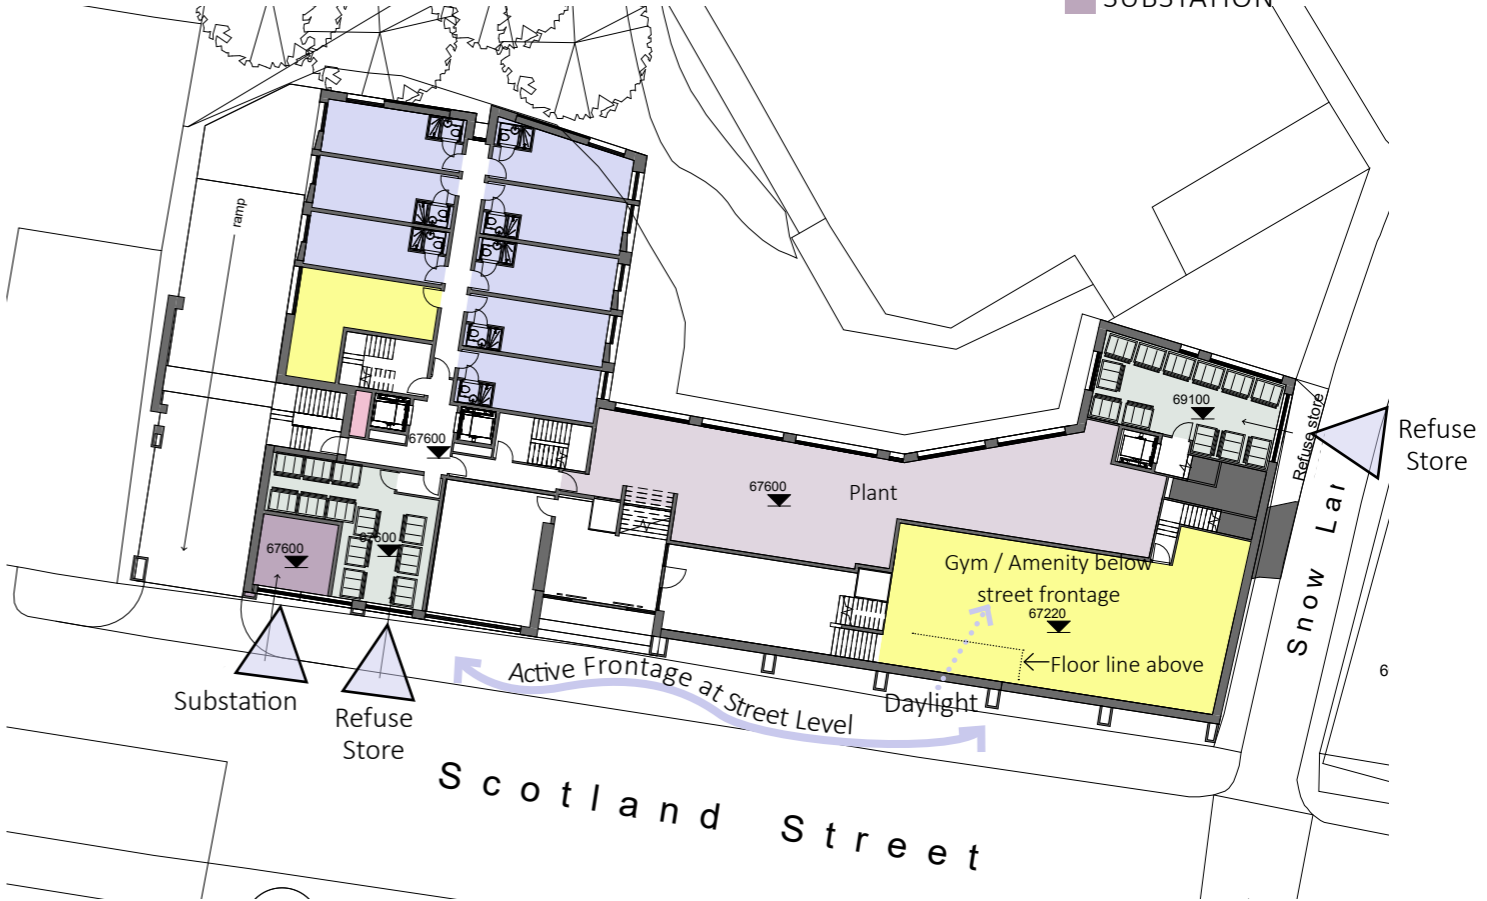 SUBSTATION
ramp
69100
Refuse store
Refuse
Store
67600
67600
Plant
67600
67600
Gym / Amenity below
street frontage
67220
Floor line above
Snow Lan
6
Substation
Refuse
Store
Active Frontage at Street Level
Daylight
Scotland Street